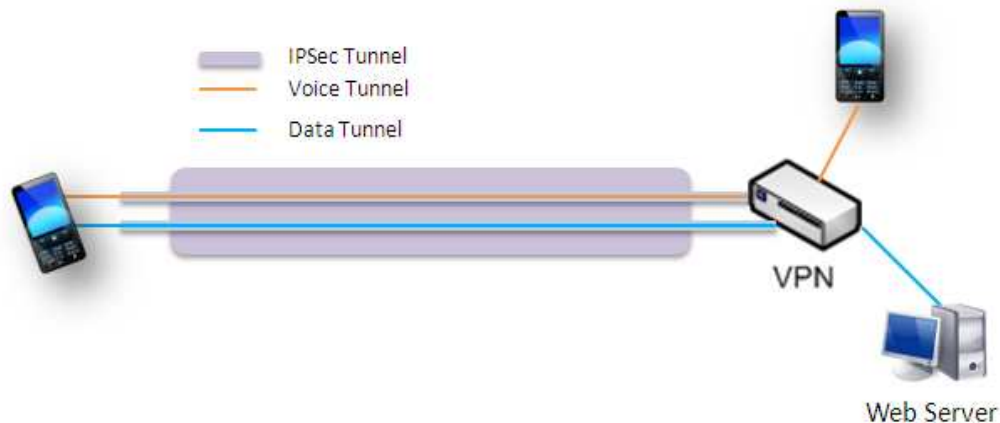 IPSec Tunnel
Voice Tunnel
Data Tunnel
VPN
Web Server